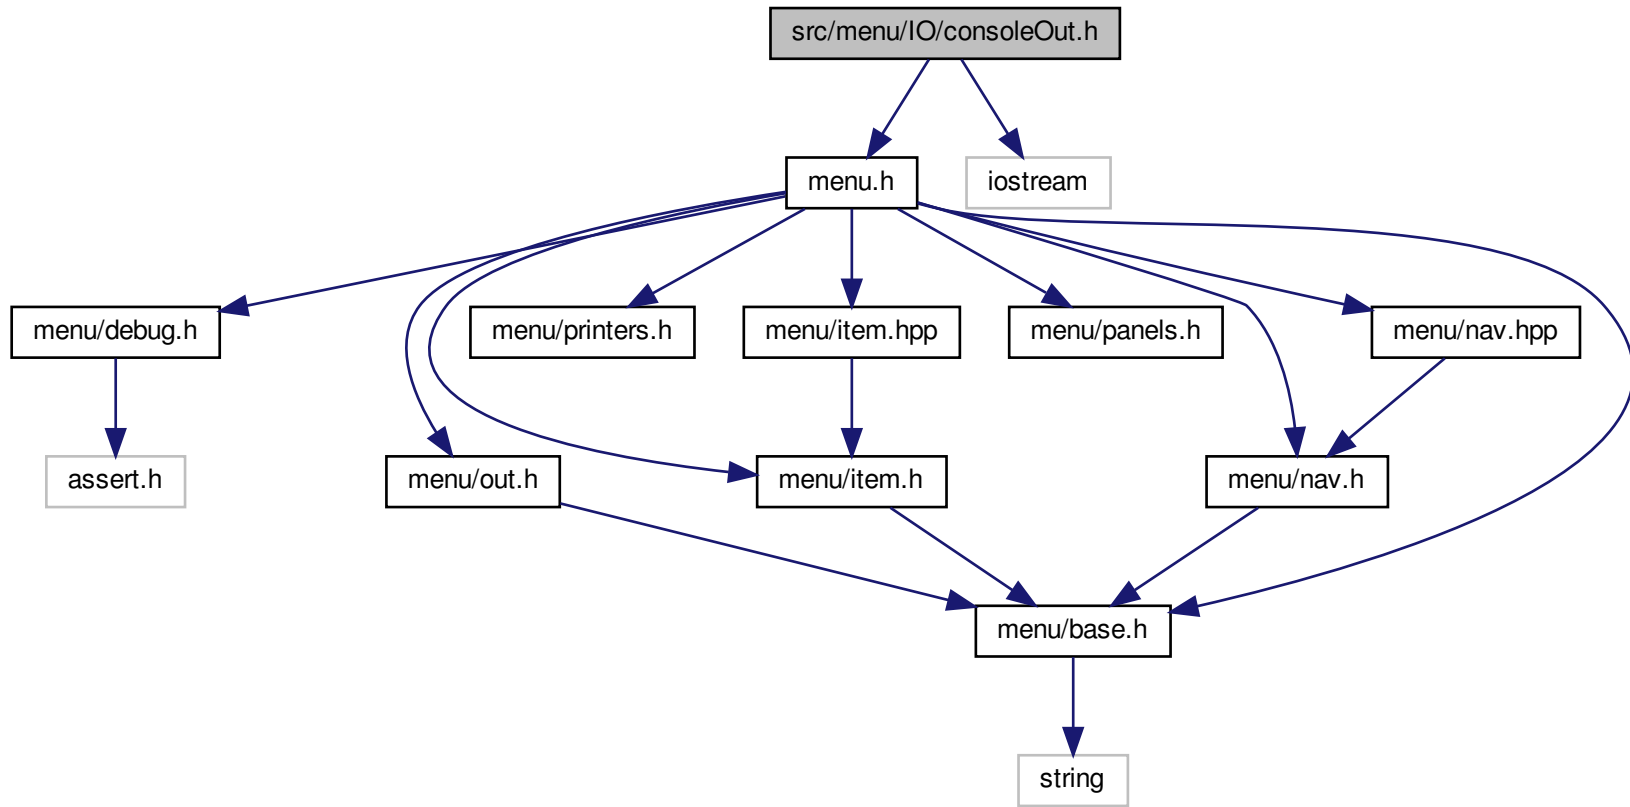 src/menu/IO/consoleOut.h
menu.h
iostream
menu/debug.h
menu/printers.h
menu/item.hpp
menu/panels.h
menu/nav.hpp
assert.h
menu/out.h
menu/item.h
menu/nav.h
menu/base.h
string